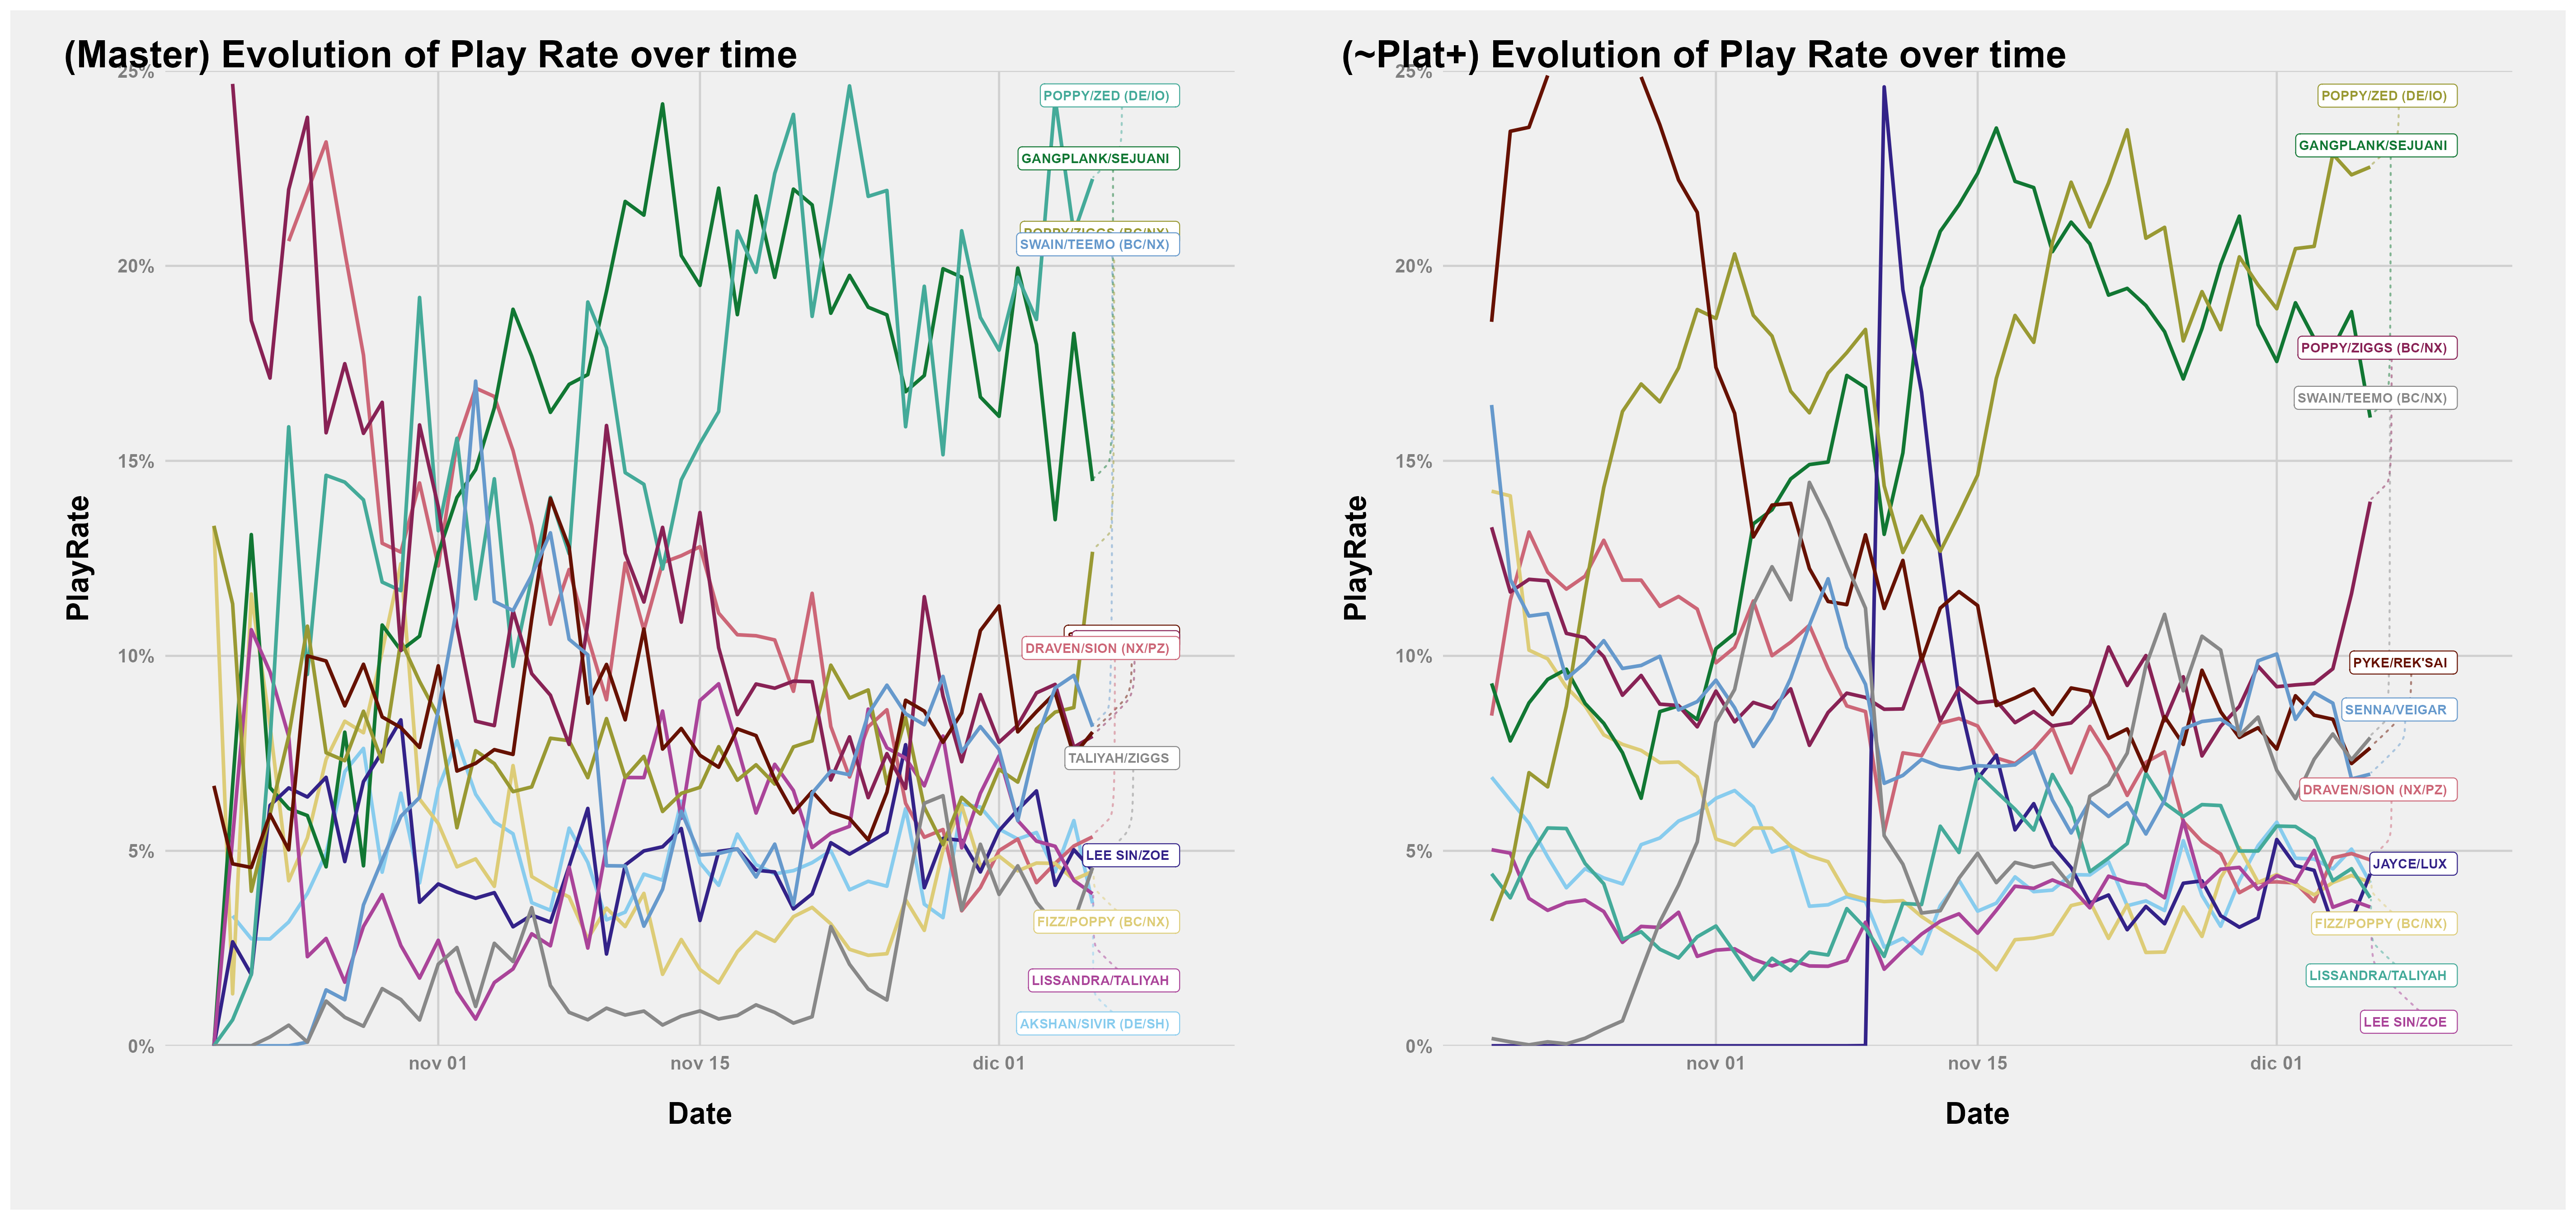 (Master) Evolution of Play Rate over time
25%
20%
15%
10%
5%
0%
PlayRate
POPPY/ZED (DE/IO)
GANGPLANK/SEJUANI
POPPY/ZIGGS (BC/NX)
SWAIN/TEEMO (BC/NX)
DRAVEN/SION (NX/PZ)
TALIYAH/ZIGGS
LEE SIN/ZOE
FIZZ/POPPY (BC/NX)
LISSANDRA/TALIYAH
AKSHAN/SIVIR (DE/SH)
nov 01
nov 15
dic 01
Date
(~Plat+) Evolution of Play Rate over time
25%
20%
15%
10%
5%
0%
PlayRate
POPPY/ZED (DE/IO)
GANGPLANK/SEJUANI
POPPY/ZIGGS (BC/NX)
SWAIN/TEEMO (BC/NX)
PYKE/REK'SAI
SENNA/VEIGAR
DRAVEN/SION (NX/PZ)
JAYCE/LUX
FIZZ/POPPY (BC/NX)
LISSANDRA/TALIYAH
LEE SIN/ZOE
nov 01
nov 15
dic 01
Date